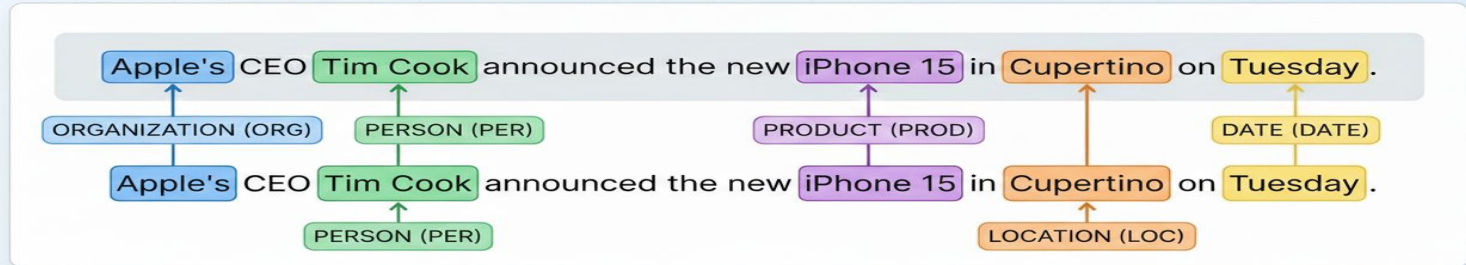 Apple's CEO Tim Cook announced the new iPhone 15 in Cupertino on Tuesday.
ORGANIZATION (ORG) PERSON (PER) PRODUCT (PROD) DATE (DATE)
Apple's CEO Tim Cook announced the new iPhone 15 in Cupertino on Tuesday.
PERSON (PER) LOCATION (LOC)